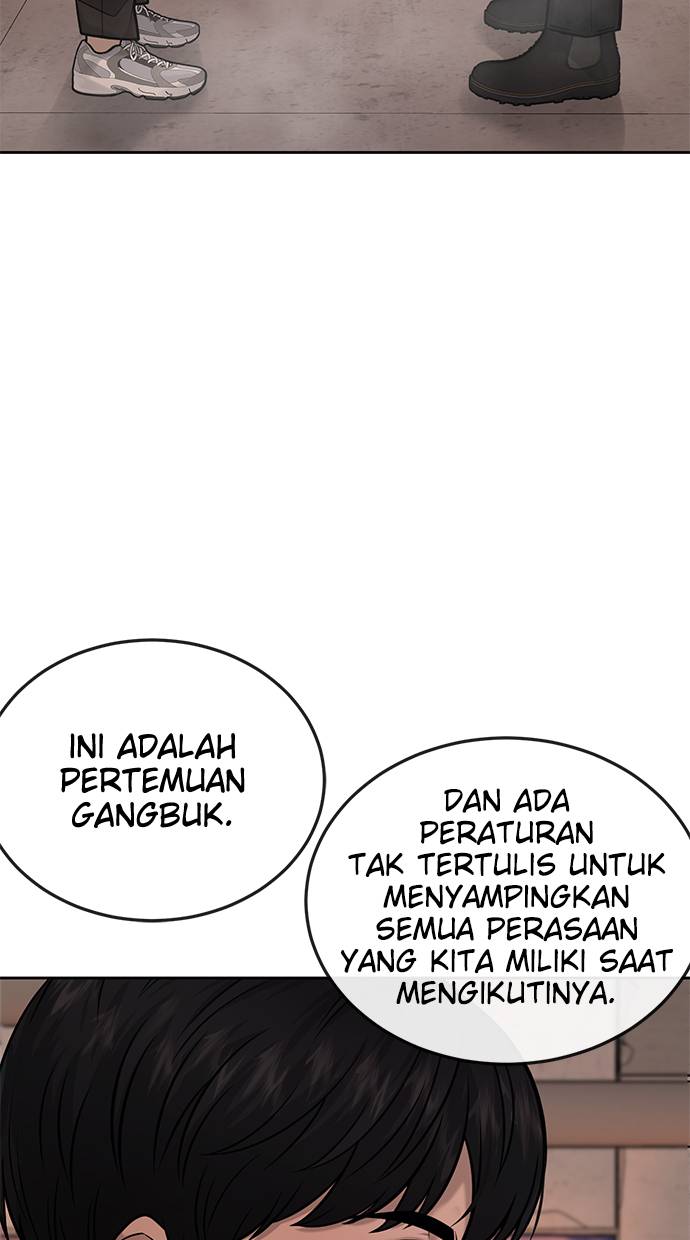 INI ADALAH
PERTEMUAN
GANGBUK.
DAN ADA
PERATURAN
TAK TERTULIS UNTUK
MENYAMPINGKAN
SEMUA PERASAAN
YANG KITA MILIKI SAAT
MENGIKUTINYA.